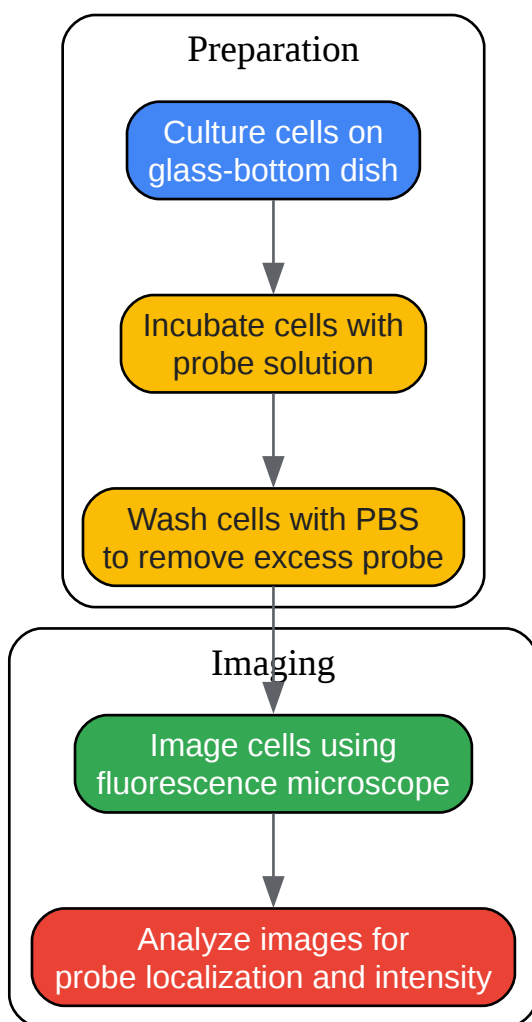 Preparation
Culture cells on
glass-bottom dish
Incubate cells with
probe solution
Wash cells with PBS
to remove excess probe
Imaging
Image cells using
fluorescence microscope
Analyze images for
probe localization and intensity